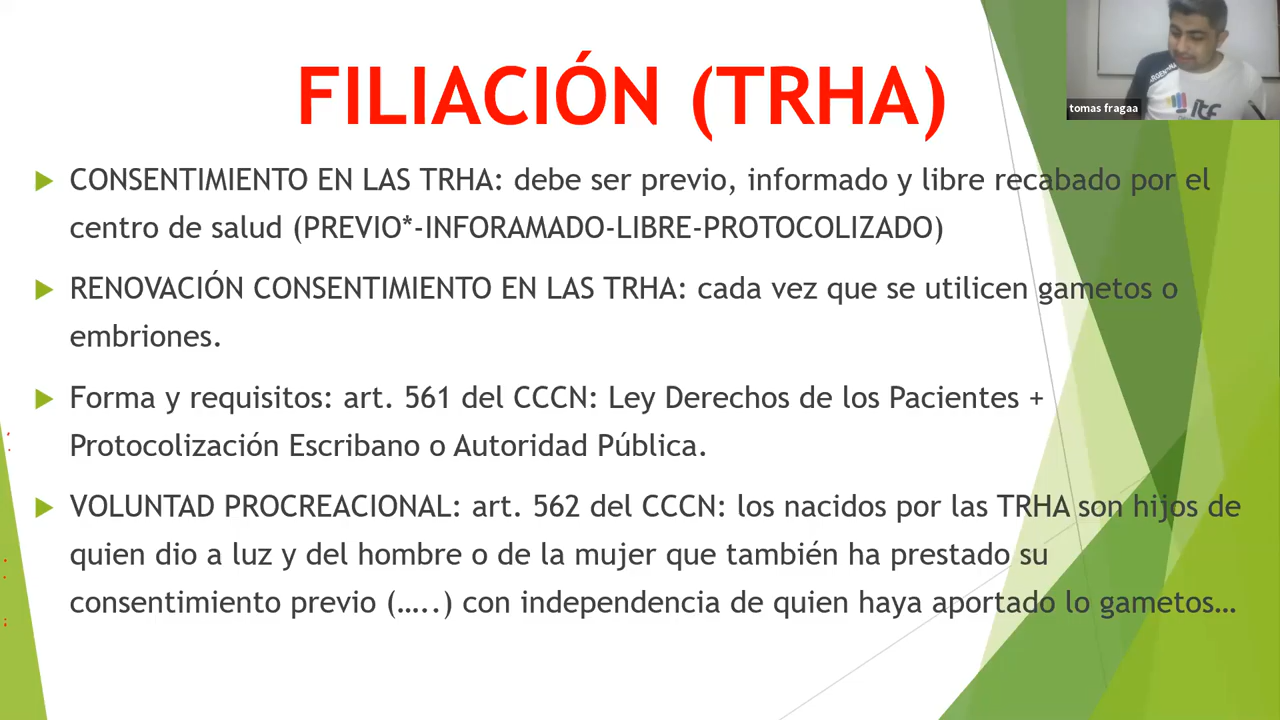 FILIACIÓN (TRHA)
tomas fragaa
ARGENTINA
itf
CONSENTIMIENTO EN LAS TRHA: debe ser previo, informado y libre recabado por el
centro de salud (PREVIO*-INFORAMADO-LIBRE-PROTOCOLIZADO)
RENOVACIÓN CONSENTIMIENTO EN LAS TRHA: cada vez que se utilicen gametos o
embriones.
Forma y requisitos: art. 561 del CCCN: Ley Derechos de los Pacientes +
Protocolización Escribano o Autoridad Pública.
VOLUNTAD PROCREACIONAL: art. 562 del CCCN: los nacidos por las TRHA son hijos de
quien dio a luz y del hombre o de la mujer que también ha prestado su
consentimiento previo (…..) con independencia de quien haya aportado lo gametos…